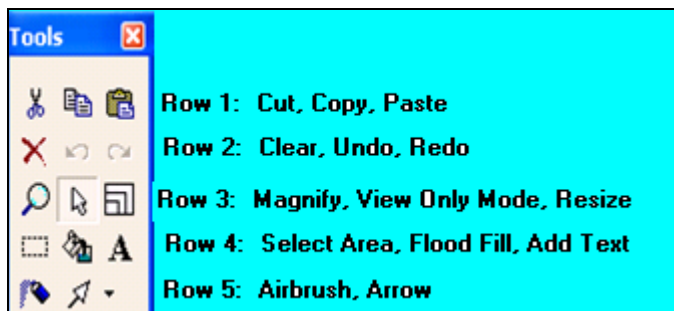 Tools
Row 1: Cut, Copy, Paste
Row 2: Clear, Undo, Redo
Row 3: Magnify, View Only Mode, Resize
Row 4: Select Area, Flood Fill, Add Text
A
Row 5: Airbrush, Arrow